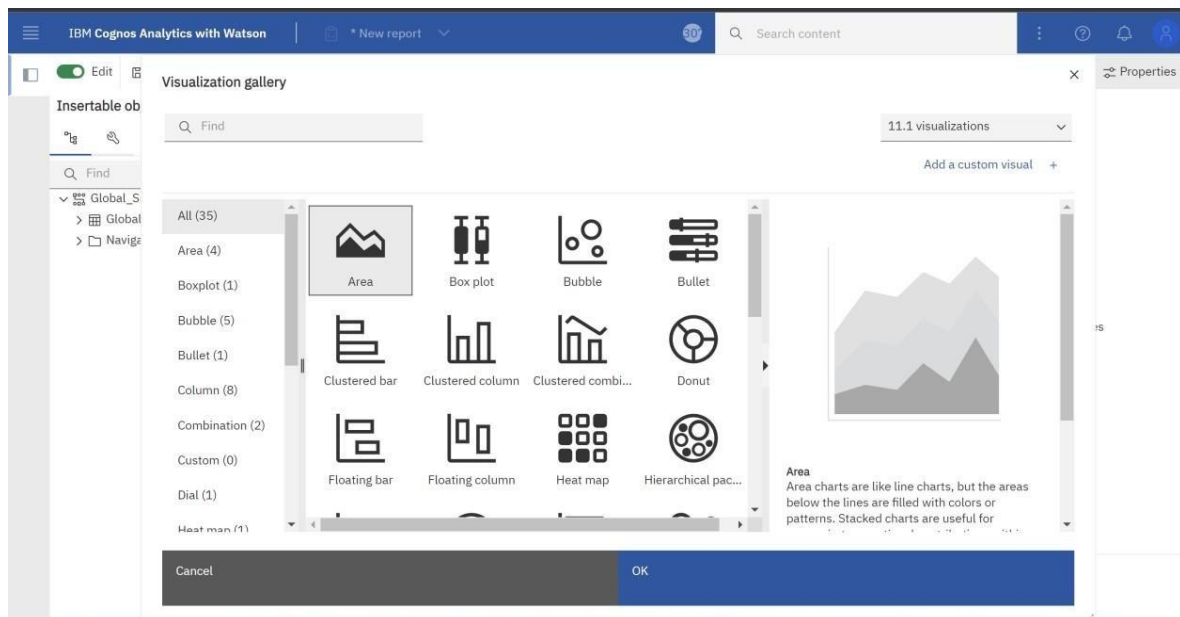 IBM Cognos Analytics with Watson
* New report
30
Search content
Edit
Visualization gallery
Properties
Insertable ob
Find
11.1 visualizations
Find
Add a custom visual +
Global_S
Global
Naviga
All (35)
Area (4)
Boxplot (1)
Bubble (5)
Bullet (1)
Column (8)
Combination (2)
Custom (0)
Dial (1)
Heat map (1)
Area
Box plot
Bubble
Bullet
Clustered bar
Clustered column
Clustered combi...
Donut
Floating bar
Floating column
Heat map
Hierarchical pac...
Area
Area charts are like line charts, but the areas
below the lines are filled with colors or
patterns. Stacked charts are useful for
es
Cancel
OK